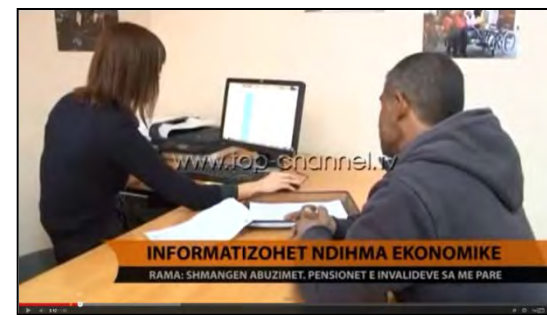 www.top-channel.tv
INFORMATIZOHET NDIHMA EKONOMIKE
RAMA: SHMANGEN ABUZIMET. PENSIONET E INVALIDEVE SA ME PARE